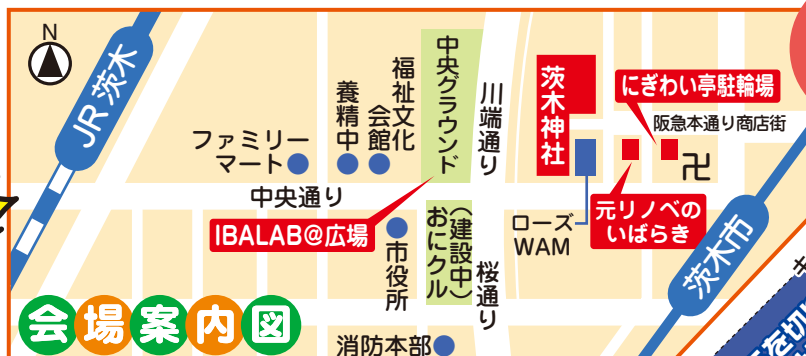 N
JR茨木
ファミリー
マート
養精中
福祉文化
会館
中央グラウンド
川端通り
茨木神社
にぎわい亭駐輪場
阪急本通り商店街
卍
中央通り
IBALAB@広場
市役所
(建設中)
おにクル
桜通り
ローズ
WAM
元リノベの
いばらき
茨木市
会場案内図
消防本部
を切